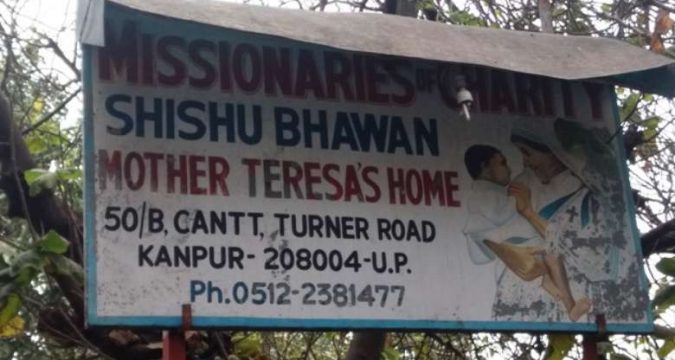 MISSIONARIES OF CHARITY
SHISHU BHAWAN
MOTHER TERESA'S HOME
50/B, CANTT, TURNER ROAD
KANPUR- 208004-U.P.
Ph.0512-2381477